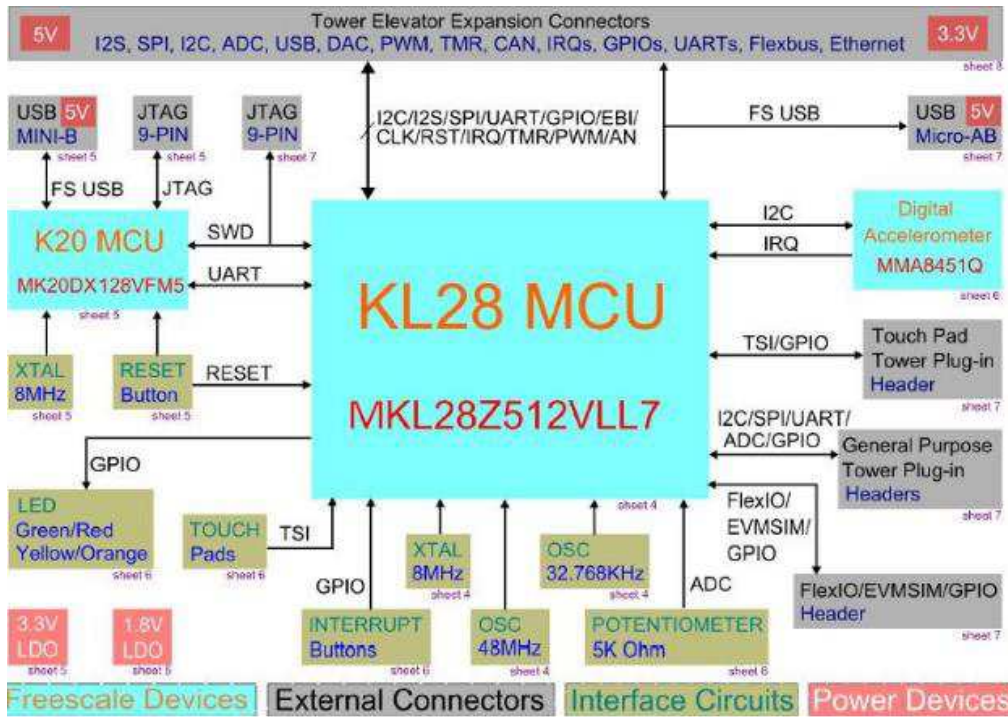 Tower Elevator Expansion Connectors
5V
3.3V
I2S, SPI, I2C, ADC, USB, DAC, PWM, TMR, CAN, IRQs, GPIOs, UARTs, Flexbus, Ethernet
sheet 8
USB 5V
MINI-B
sheet 5
JTAG
9-PIN
sheet 5
JTAG
9-PIN
sheet 7
I2C/I2S/SPI/UART/GPIO/EBI/
CLK/RST/IRQ/TMR/PWM/AN
FS USB
USB 5V
Micro-AB
sheet 7
FS USB
JTAG
K20 MCU
MK20DX128VFM5
sheet 5
SWD
UART
KL28 MCU
MKL28Z512VLL7
sheet 4
I2C
IRQ
Digital
Accelerometer
MMA8451Q
sheet 6
XTAL
8MHz
sheet 5
RESET
Button
sheet 5
RESET
TSI/GPIO
Touch Pad
Tower Plug-in
Header
sheet 7
I2C/SPI/UART/
ADC/GPIO
General Purpose
Tower Plug-in
Headers
sheet 7
GPIO
LED
Green/Red
Yellow/Orange
sheet 6
TOUCH
Pads
sheet 6
TSI
XTAL
8MHz
sheet 4
OSC
32.768KHz
sheet 4
FlexIO/
EVMSIM/
GPIO
GPIO
ADC
FlexIO/EVMSIM/GPIO
Header
sheet 7
3.3V
LDO
sheet 5
1.8V
LDO
sheet 5
INTERRUPT
Buttons
sheet 6
OSC
48MHz
sheet 4
POTENTIOMETER
5K Ohm
sheet 6
Freescale Devices
External Connectors
Interface Circuits
Power Devices